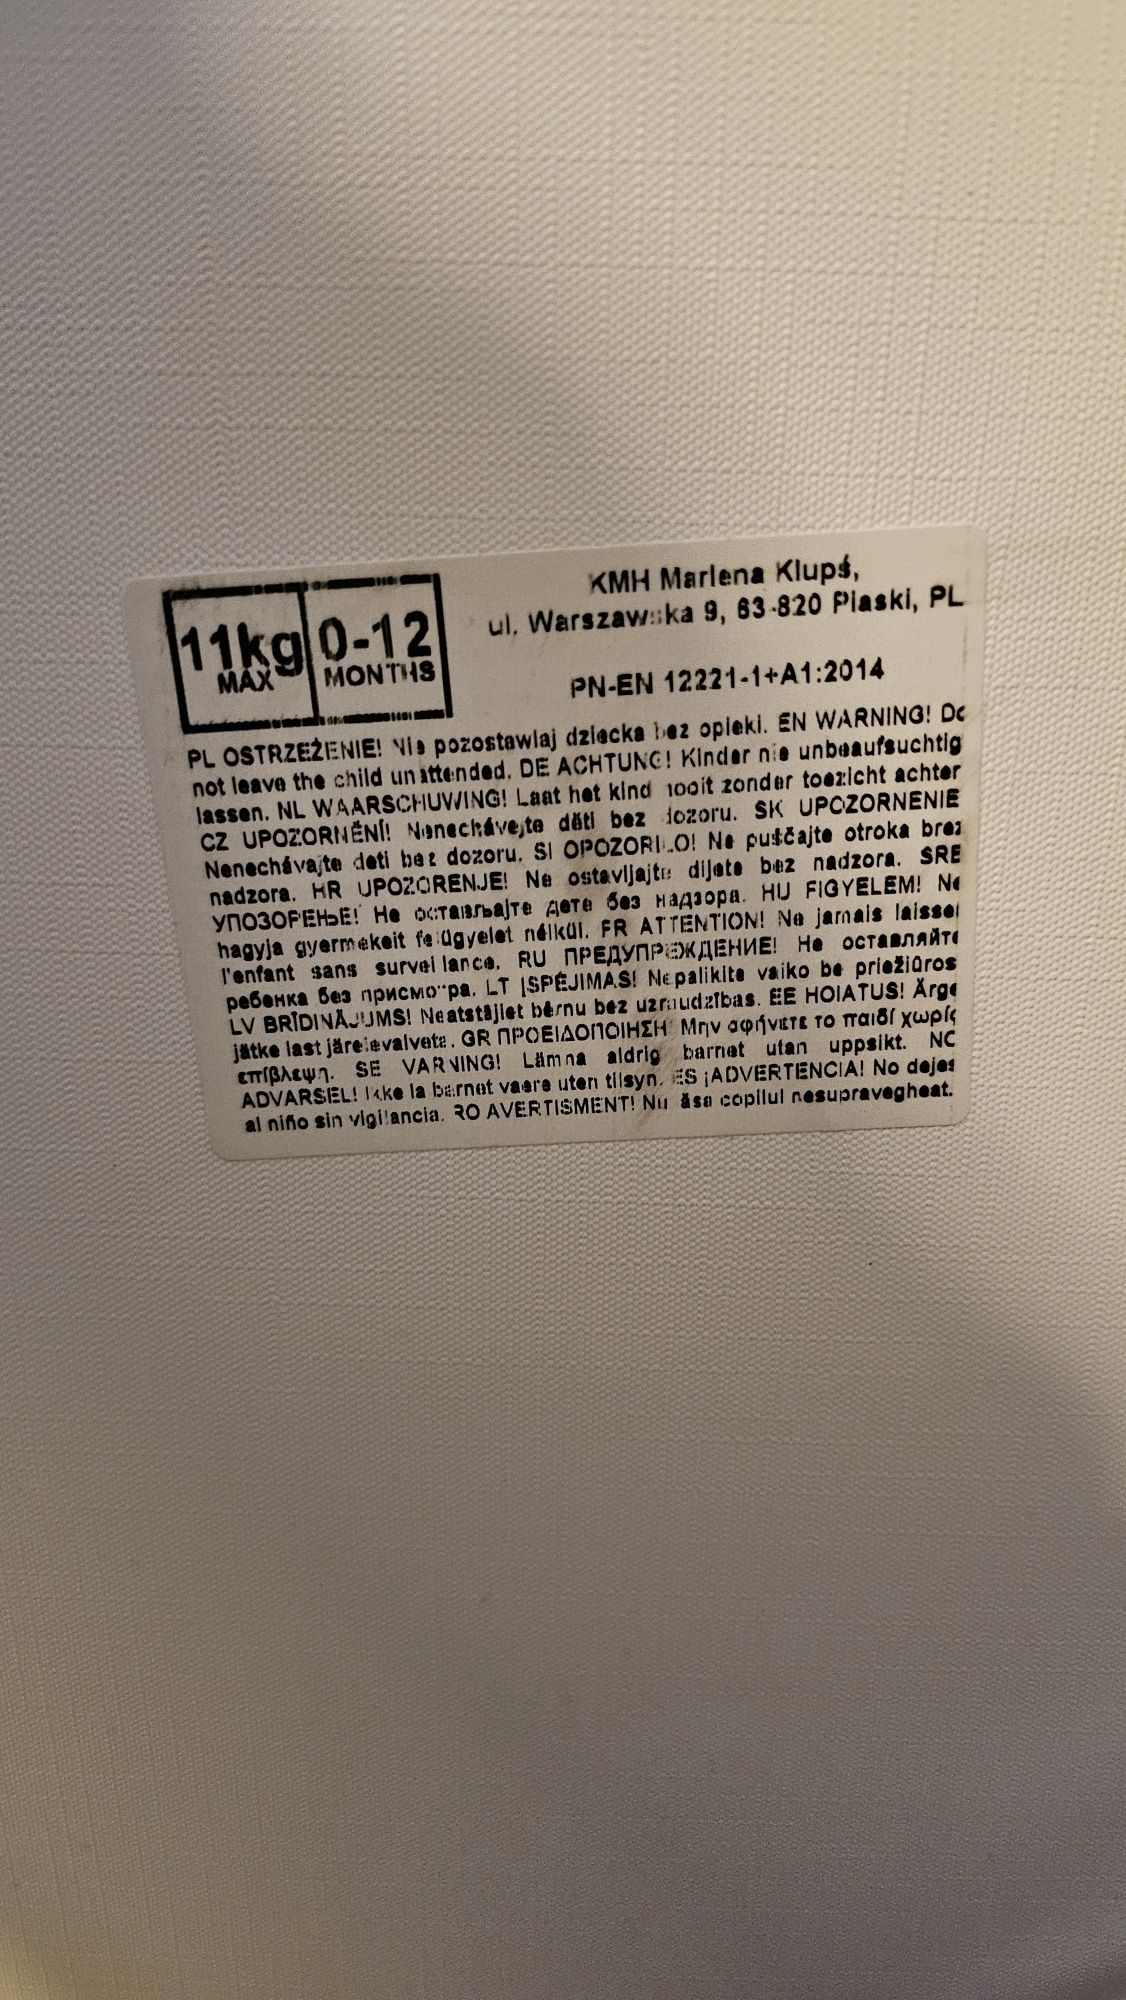 11kg
MAX
0-12
MONTHS
KMH Marlena Klupś,
ul. Warszawska 9, 63-820 Piaski, PL
PN-EN 12221-1+A1:2014
PL OSTRZEŻENIE! Nie pozostawiaj dziecka bez opieki. EN WARNING! Do
not leave the child unattended. DE ACHTUNG! Kinder nie unbeaufsuchtig
lassen. NL WAARSCHUWING! Laat het kind nooit zonder toezicht achter
CZ UPOZORNĚNÍ! Nenechávejte děti bez dozoru. SK UPOZORNENIE
Nenechávajte deti bez dozoru. SI OPOZORILO! Ne puščajte otroka brez
nadzora. HR UPOZORENJE! Ne ostavljajte dijete bez nadzora. SRB
УПОЗОРЕЊЕ! Не остављајте дете без надзора. HU FIGYELEM! Ne
hagyja gyermekeit felügyelet nélkül. FR ATTENTION! Ne jamais laisser
l'enfant sans surveillance. RU ПРЕДУПРЕЖДЕНИЕ! Не оставляйте
ребенка без присмотра. LT ĮSPĖJIMAS! Nepalikite vaiko be priežiūros
LV BRĪDINĀJUMS! Neatstājiet bērnu bez uzraudzības. EE HOIATUS! Ärge
jätke last järelevalveta. GR ΠΡΟΕΙΔΟΠΟΙΗΣΗ Μην αφήνετε το παιδί χωρίς
επίβλεψη. SE VARNING! Lämna aldrig barnet utan uppsikt. NO
ADVARSEL! Ikke la barnet vaere uten tilsyn. ES ¡ADVERTENCIA! No dejes
al niño sin vigilancia. RO AVERTISMENT! Nu ăsa copilul nesupravegheat.